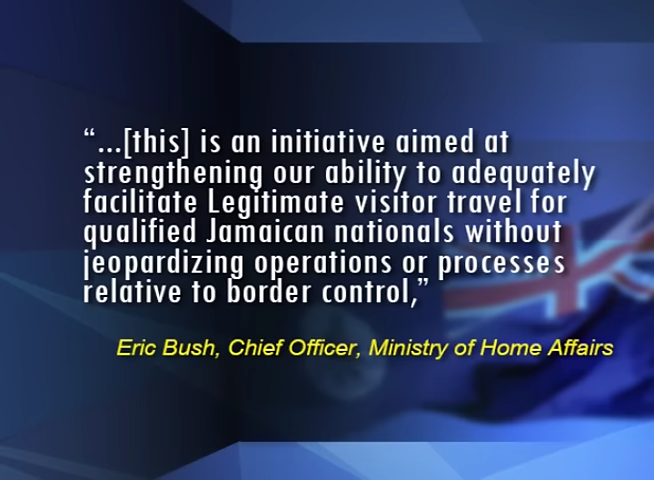 “...[this] is an initiative aimed at
strengthening our ability to adequately
facilitate Legitimate visitor travel for
qualified Jamaican nationals without
jeopardizing operations or processes
relative to border control,”
Eric Bush, Chief Officer, Ministry of Home Affairs